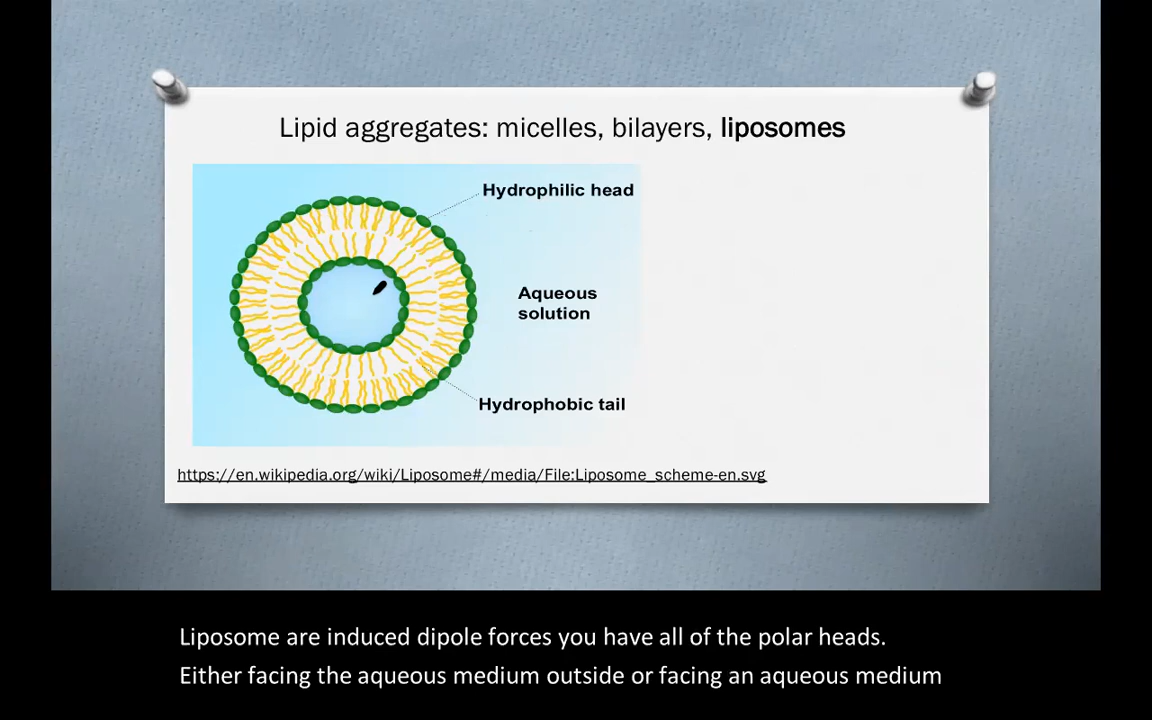 Lipid aggregates: micelles, bilayers, liposomes
Hydrophilic head
Aqueous
solution
Hydrophobic tail
https://en.wikipedia.org/wiki/Liposome#/media/File:Liposome_scheme-en.svg
Liposome are induced dipole forces you have all of the polar heads.
Either facing the aqueous medium outside or facing an aqueous medium